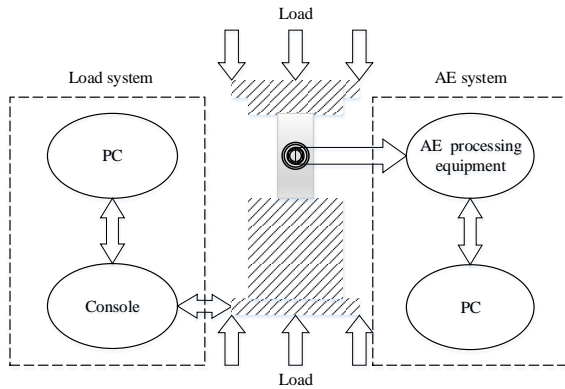 Load
Load system
AE system
PC
AE processing
equipment
Console
PC
Load